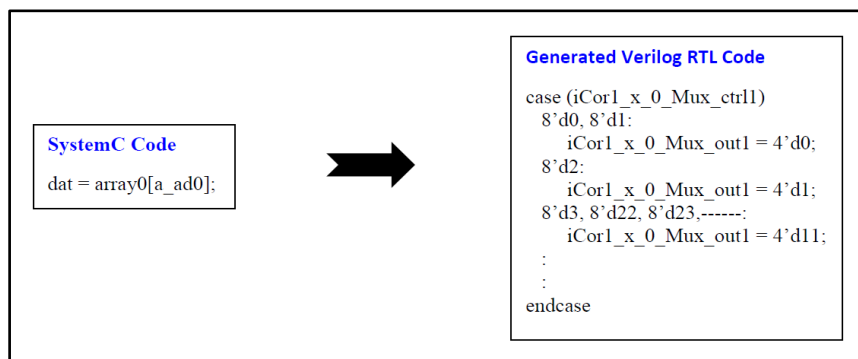 SystemC Code
dat = array0[a_ad0];
Generated Verilog RTL Code
case (iCor1_x_0_Mux_ctrl1)
8’d0, 8’d1:
iCor1_x_0_Mux_out1 = 4’d0;
8’d2:
iCor1_x_0_Mux_out1 = 4’d1;
8’d3, 8’d22, 8’d23,------:
iCor1_x_0_Mux_out1 = 4’d11;
:
:
endcase